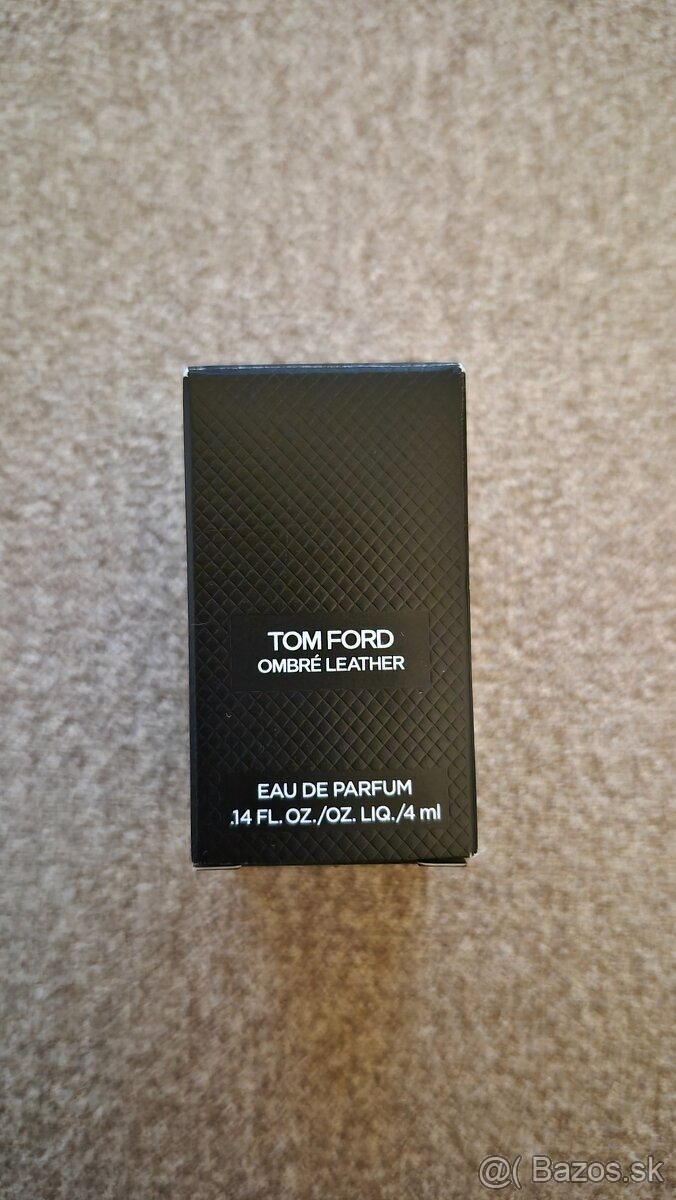 TOM FORD
OMBRÉ LEATHER
EAU DE PARFUM
.14 FL. OZ./OZ. LIQ./4 ml
@( Bazos.sk